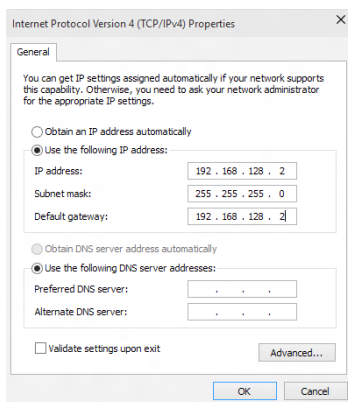 Internet Protocol Version 4 (TCP/IPv4) Properties
General
You can get IP settings assigned automatically if your network supports
this capability. Otherwise, you need to ask your network administrator
for the appropriate IP settings.
Obtain an IP address automatically
Use the following IP address:
IP address: 192 . 168 . 128 . 2
Subnet mask: 255 . 255 . 255 . 0
Default gateway: 192 . 168 . 128 . 2
Obtain DNS server address automatically
Use the following DNS server addresses:
Preferred DNS server: . . .
Alternate DNS server: . . .
Validate settings upon exit
Advanced...
OK Cancel